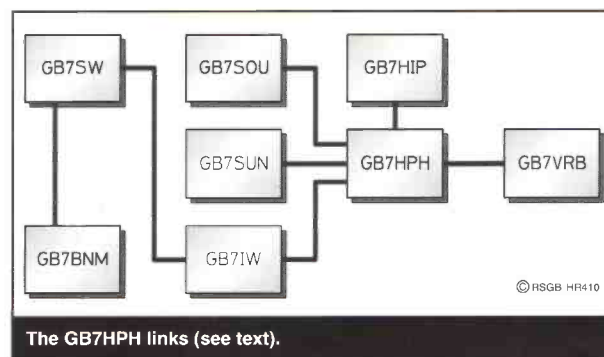 GB7SW
GB7SOU
GB7HIP
GB7SUN
GB7HPH
GB7VRB
GB7BNM
GB7IW
© RSGB HR410
The GB7HPH links (see text).